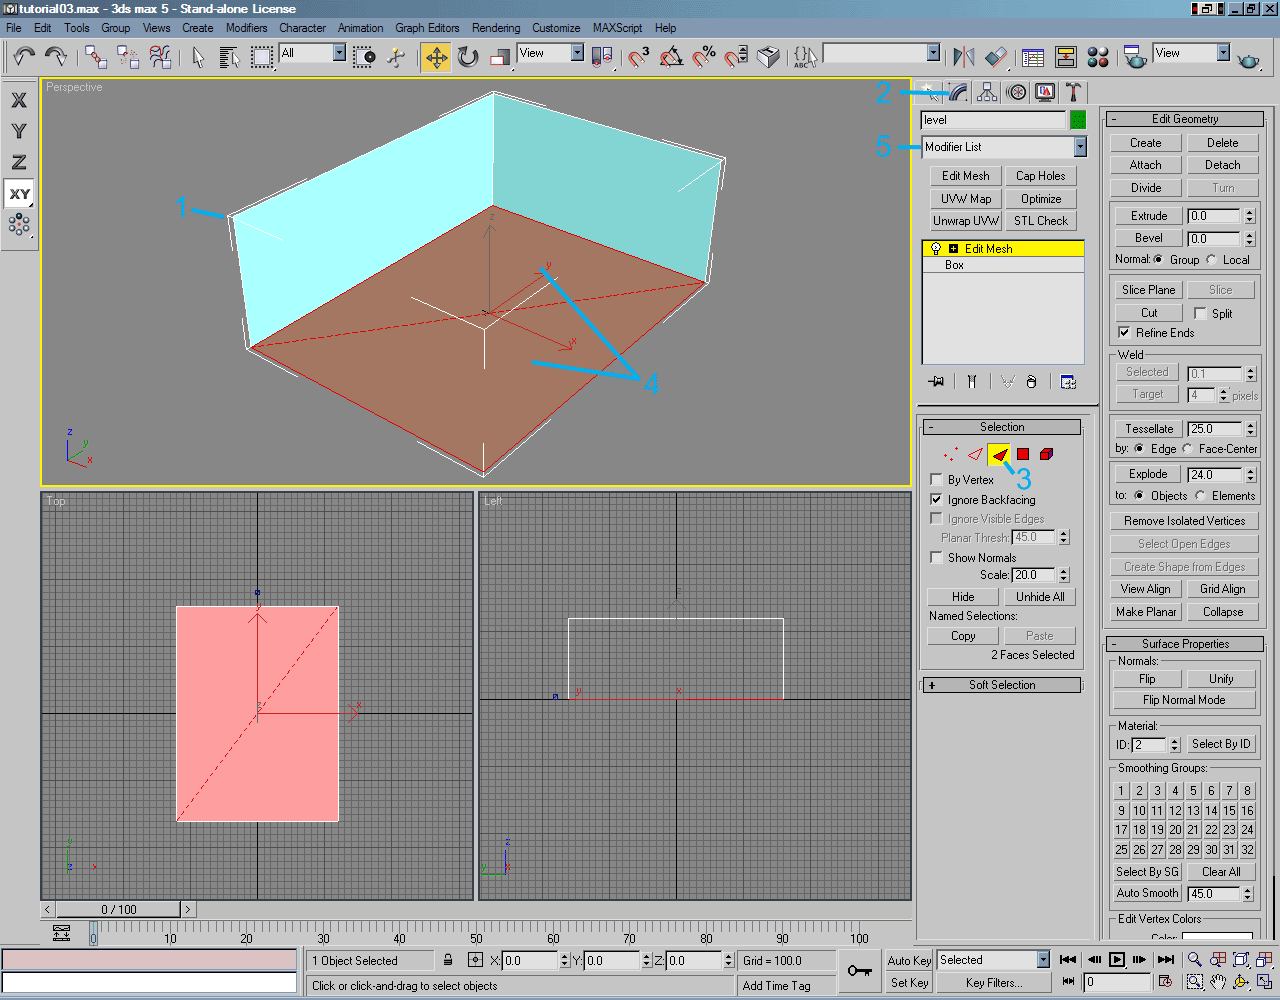 tutorial03.max - 3ds max 5 - Stand-alone License
File Edit Tools Group Views Create Modifiers Character Animation Graph Editors Rendering Customize MAXScript Help
All
View
3
%
{} ABC
View
X
Y
Z
XY
Perspective
1
z
y
x
4
z
y
x
Top
y
x
z
y
z
x
Left
z
y
x
z
y
x
0 / 100
0 10 20 30 40 50 60 70 80 90 100
2
level
5
Modifier List
Edit Mesh Cap Holes
UVW Map Optimize
Unwrap UVW STL Check
Edit Mesh
Box
- Selection
3
By Vertex
Ignore Backfacing
Ignore Visible Edges
Planar Thresh: 45.0
Show Normals
Scale: 20.0
Hide Unhide All
Named Selections:
Copy Paste
2 Faces Selected
+ Soft Selection
- Edit Geometry
Create Delete
Attach Detach
Divide Turn
Extrude 0.0
Bevel 0.0
Normal: Group Local
Slice Plane Slice
Cut Split
Refine Ends
Weld
Selected 0.1
Target 4 pixels
Tessellate 25.0
by: Edge Face-Center
Explode 24.0
to: Objects Elements
Remove Isolated Vertices
Select Open Edges
Create Shape from Edges
View Align Grid Align
Make Planar Collapse
- Surface Properties
Normals:
Flip Unify
Flip Normal Mode
Material:
ID: 2 Select By ID
Smoothing Groups:
1 2 3 4 5 6 7 8
9 10 11 12 13 14 15 16
17 18 19 20 21 22 23 24
25 26 27 28 29 30 31 32
Select By SG Clear All
Auto Smooth 45.0
Edit Vertex Colors
Color:
1 Object Selected X: 0.0 Y: 0.0 Z: 0.0 Grid = 100.0
Click or click-and-drag to select objects Add Time Tag
Auto Key Selected
Set Key Key Filters... 0